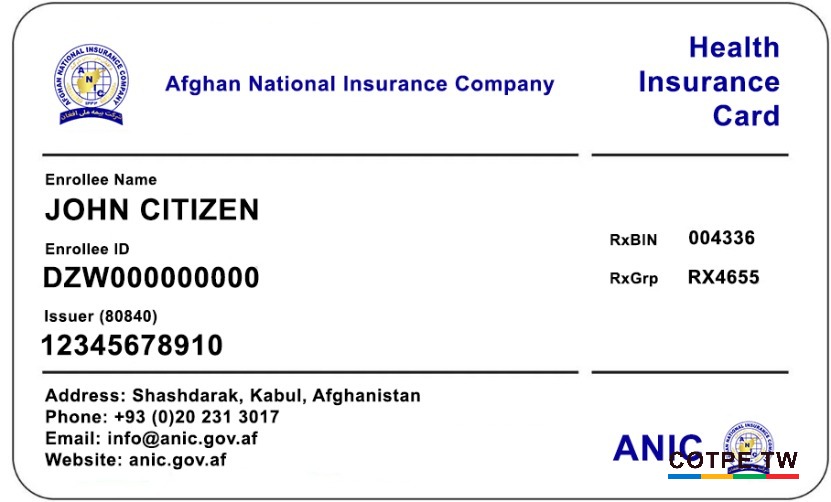 AFGHAN NATIONAL INSURANCE COMPANY
A
N
C
شرکت بیمه ملی افغان
Afghan National Insurance Company
Health
Insurance
Card
Enrollee Name
JOHN CITIZEN
Enrollee ID
DZW000000000
Issuer (80840)
12345678910
RxBIN 004336
RxGrp RX4655
Address: Shashdarak, Kabul, Afghanistan
Phone: +93 (0)20 231 3017
Email: info@anic.gov.af
Website: anic.gov.af
ANIC
COTPE.TW